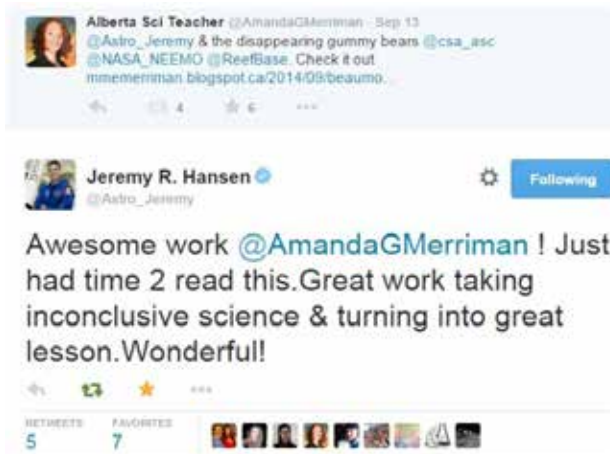 Alberta Sci Teacher @AmandaGMerriman · Sep 13
@Astro_Jeremy & the disappearing gummy bears @csa_asc
@NASA_NEEMO @ReefBase. Check it out
mmemerriman.blogspot.ca/2014/09/beaumo...
4 6
Jeremy R. Hansen
@Astro_Jeremy
Following
Awesome work @AmandaGMerriman ! Just
had time 2 read this.Great work taking
inconclusive science & turning into great
lesson.Wonderful!
RETWEETS FAVORITES
5 7